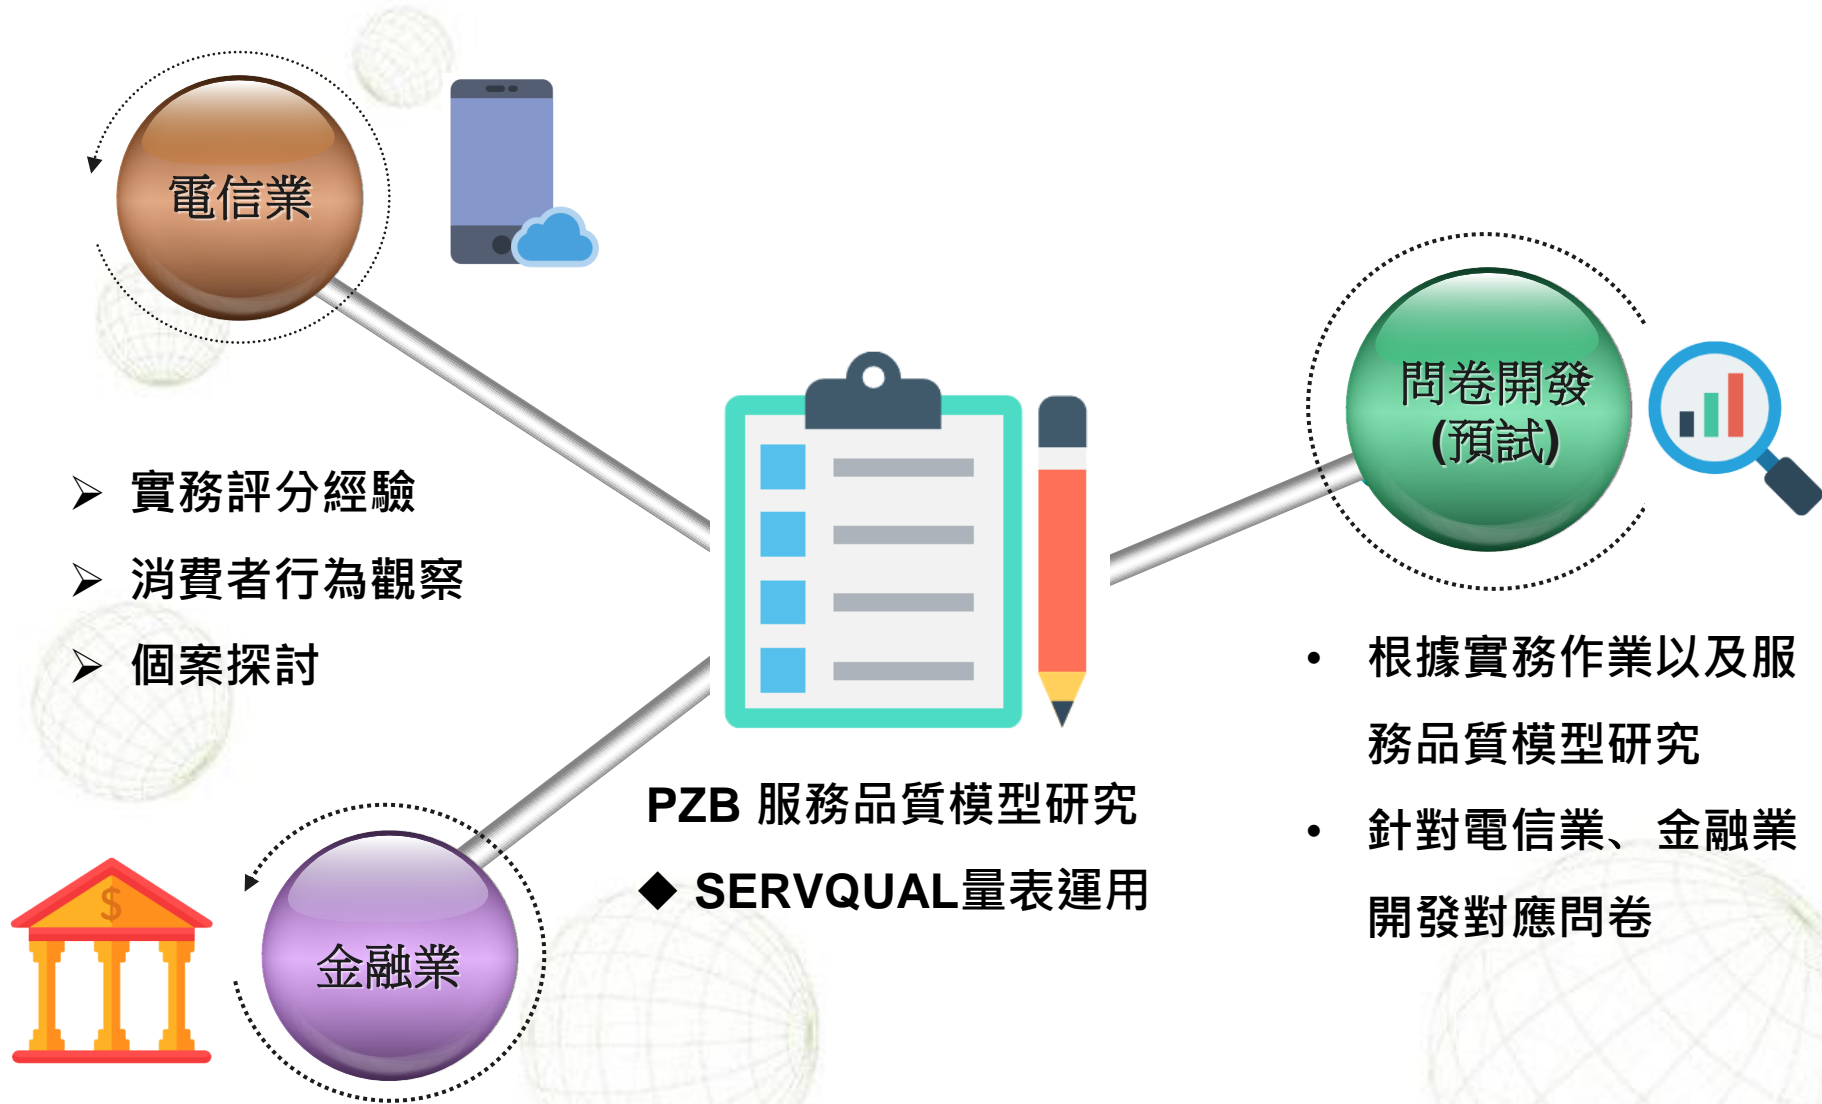 電信業
➢ 實務評分經驗
➢ 消費者行為觀察
➢ 個案探討
$
金融業
PZB 服務品質模型研究
◆ SERVQUAL量表運用
問卷開發
(預試)
• 根據實務作業以及服
務品質模型研究
• 針對電信業、金融業
開發對應問卷